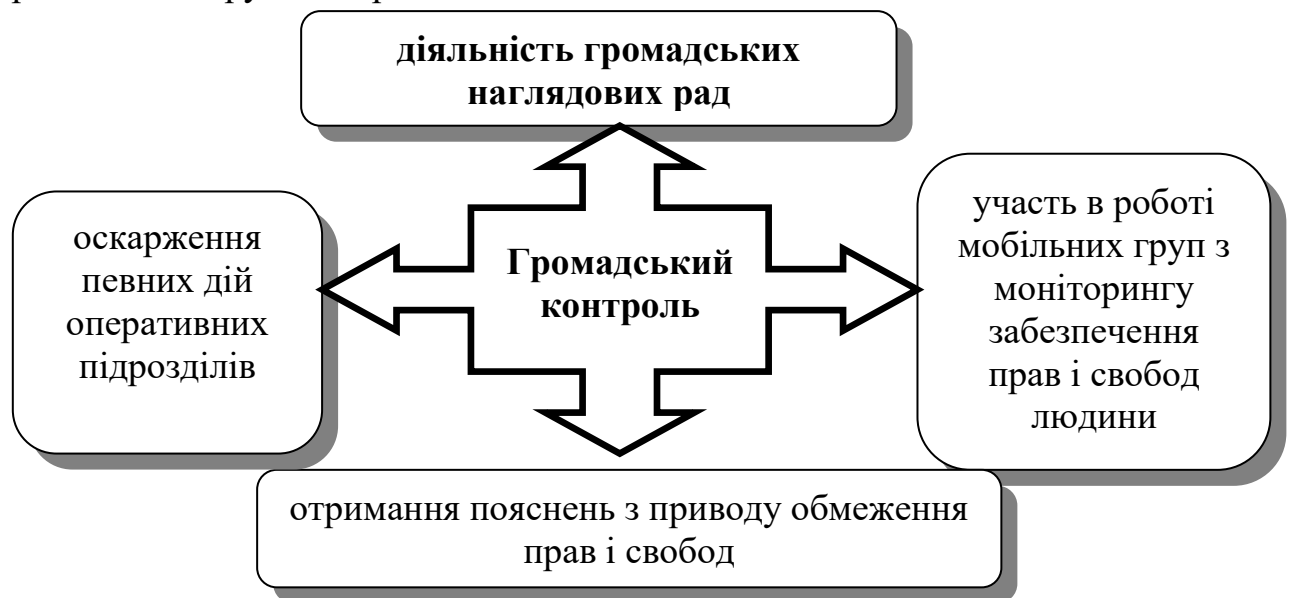 діяльність громадських
наглядових рад
оскарження
певних дій
оперативних
підрозділів
Громадський
контроль
участь в роботі
мобільних груп з
моніторингу
забезпечення
прав і свобод
людини
отримання пояснень з приводу обмеження
прав і свобод